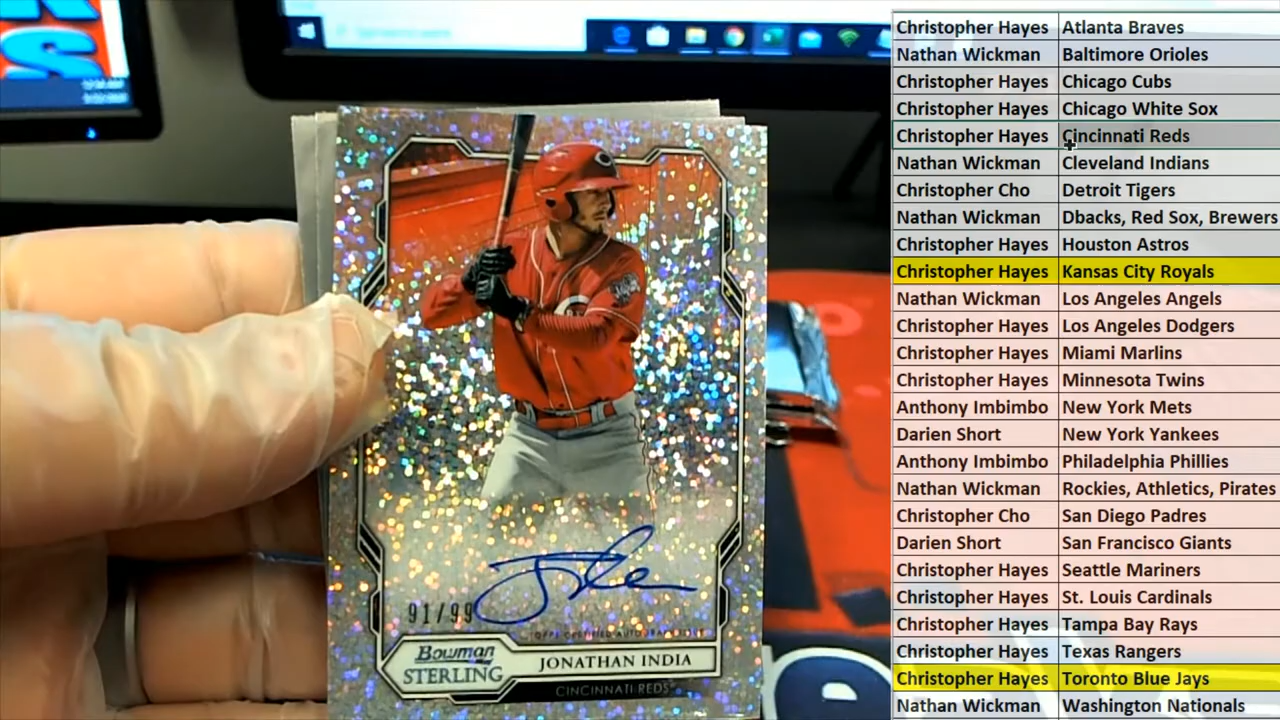 91/99
TOPPS CERTIFIED AUTOGRAPH ISSUE
Bowman
STERLING
JONATHAN INDIA
CINCINNATI REDS
Christopher Hayes Atlanta Braves
Nathan Wickman Baltimore Orioles
Christopher Hayes Chicago Cubs
Christopher Hayes Chicago White Sox
Christopher Hayes Cincinnati Reds
Nathan Wickman Cleveland Indians
Christopher Cho Detroit Tigers
Nathan Wickman Dbacks, Red Sox, Brewers
Christopher Hayes Houston Astros
Christopher Hayes Kansas City Royals
Nathan Wickman Los Angeles Angels
Christopher Hayes Los Angeles Dodgers
Christopher Hayes Miami Marlins
Christopher Hayes Minnesota Twins
Anthony Imbimbo New York Mets
Darien Short New York Yankees
Anthony Imbimbo Philadelphia Phillies
Nathan Wickman Rockies, Athletics, Pirates
Christopher Cho San Diego Padres
Darien Short San Francisco Giants
Christopher Hayes Seattle Mariners
Christopher Hayes St. Louis Cardinals
Christopher Hayes Tampa Bay Rays
Christopher Hayes Texas Rangers
Christopher Hayes Toronto Blue Jays
Nathan Wickman Washington Nationals